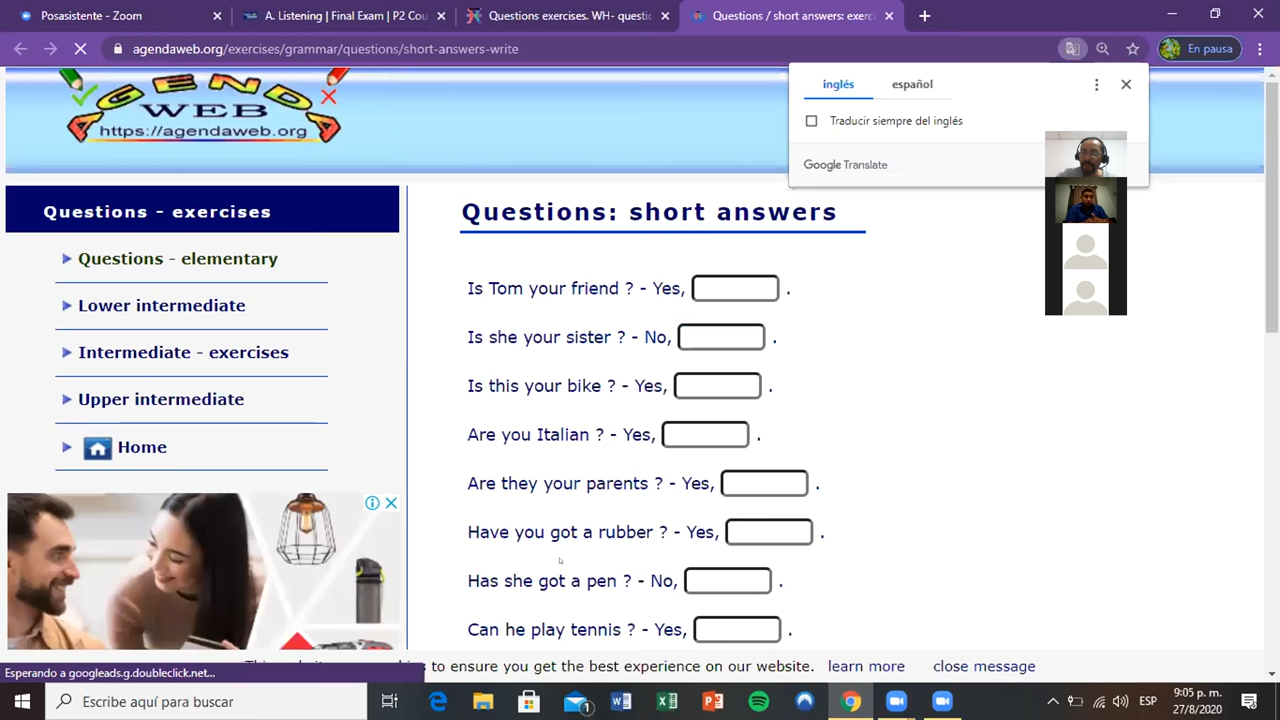 Posasistente - Zoom
A. Listening | Final Exam | P2 Cou
Questions exercises. WH- questi
Questions / short answers: exerc
agendaweb.org/exercises/grammar/questions/short-answers-write
En pausa
AGENDA
WEB
https://agendaweb.org
inglés
español
Traducir siempre del inglés
Google Translate
Questions - exercises
Questions - elementary
Lower intermediate
Intermediate - exercises
Upper intermediate
Home
Questions: short answers
Is Tom your friend ? - Yes, .
Is she your sister ? - No, .
Is this your bike ? - Yes, .
Are you Italian ? - Yes, .
Are they your parents ? - Yes, .
Have you got a rubber ? - Yes, .
Has she got a pen ? - No, .
Can he play tennis ? - Yes, .
to ensure you get the best experience on our website. learn more close message
Esperando a googleads.g.doubleclick.net...
Escribe aquí para buscar
1
ESP
9:05 p. m.
27/8/2020